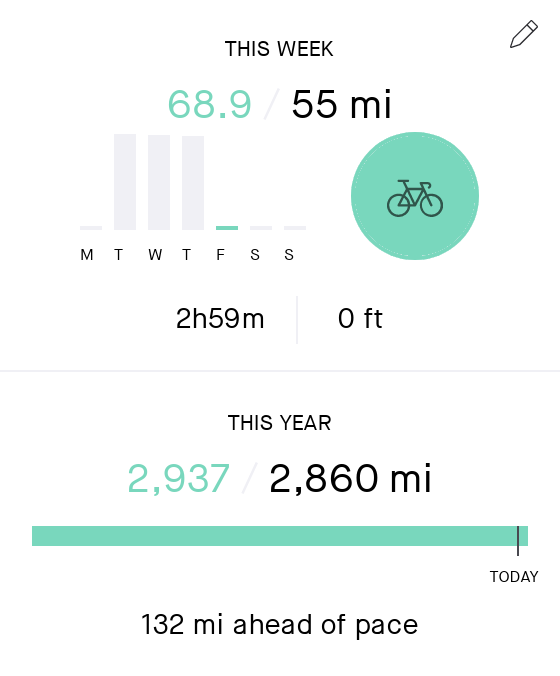 THIS WEEK
68.9 / 55 mi
M T W T F S S
2h59m 0 ft
THIS YEAR
2,937 / 2,860 mi
TODAY
132 mi ahead of pace